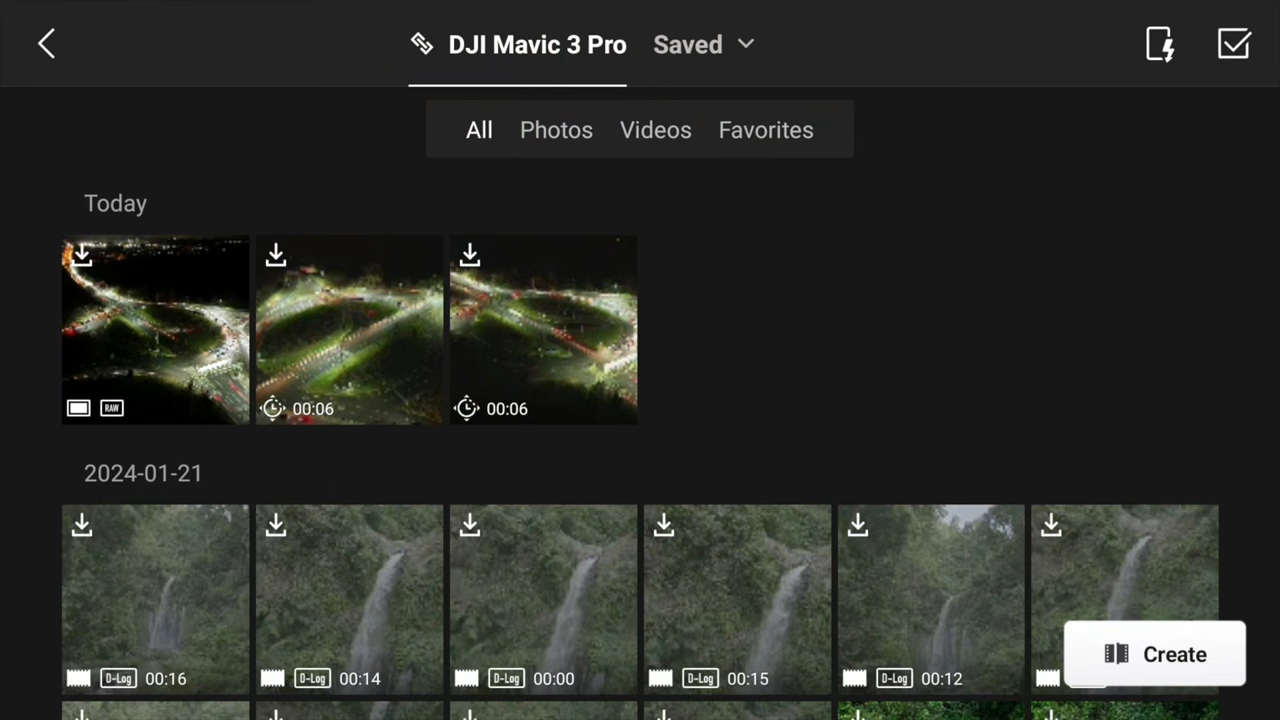 DJI Mavic 3 Pro Saved
All Photos Videos Favorites
Today
RAW 00:06 00:06
2024-01-21
D-Log 00:16 D-Log 00:14 D-Log 00:00 D-Log 00:15 D-Log 00:12
Create